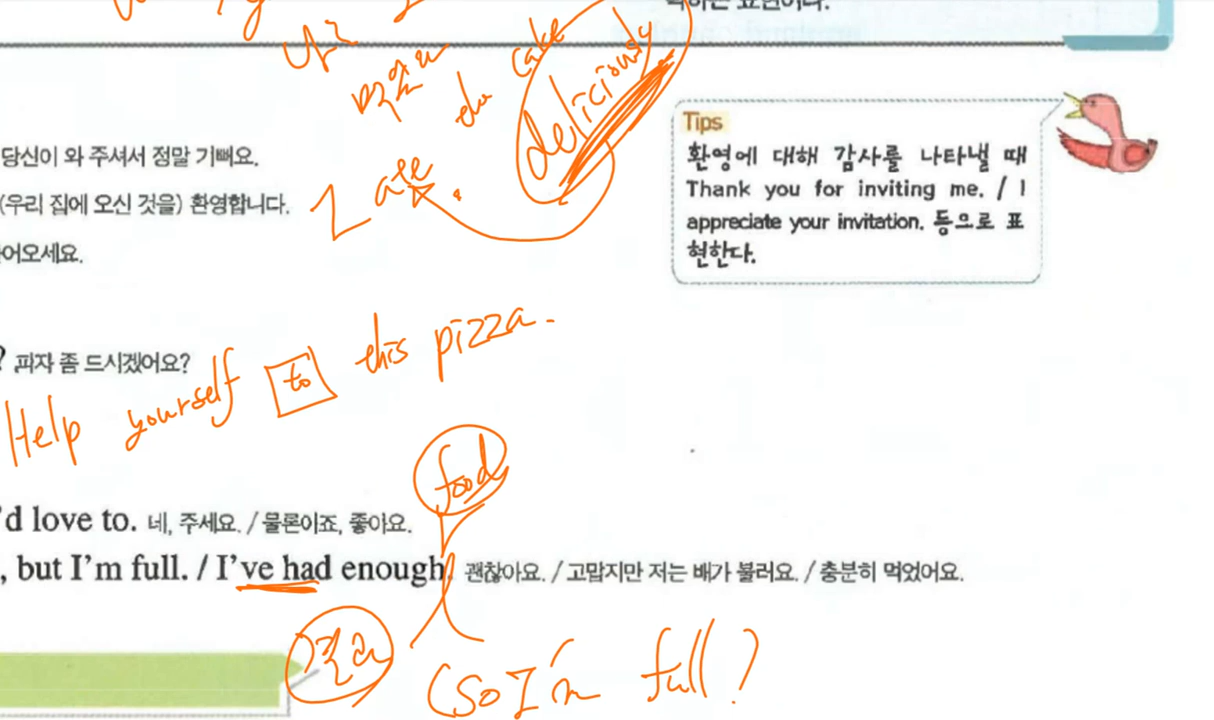 the cake
deliciously
I ate.
당신이 와 주셔서 정말 기뻐요.
(우리 집에 오신 것을) 환영합니다.
어오세요.
Tips
환영에 대해 감사를 나타낼 때
Thank you for inviting me. / I
appreciate your invitation. 등으로 표
현한다.
? 피자 좀 드시겠어요?
Help yourself to this pizza.
food
'd love to. 네, 주세요. / 물론이죠, 좋아요.
, but I'm full. / I've had enough. 괜찮아요. / 고맙지만 저는 배가 불러요. / 충분히 먹었어요.
결과
(so I'm full)